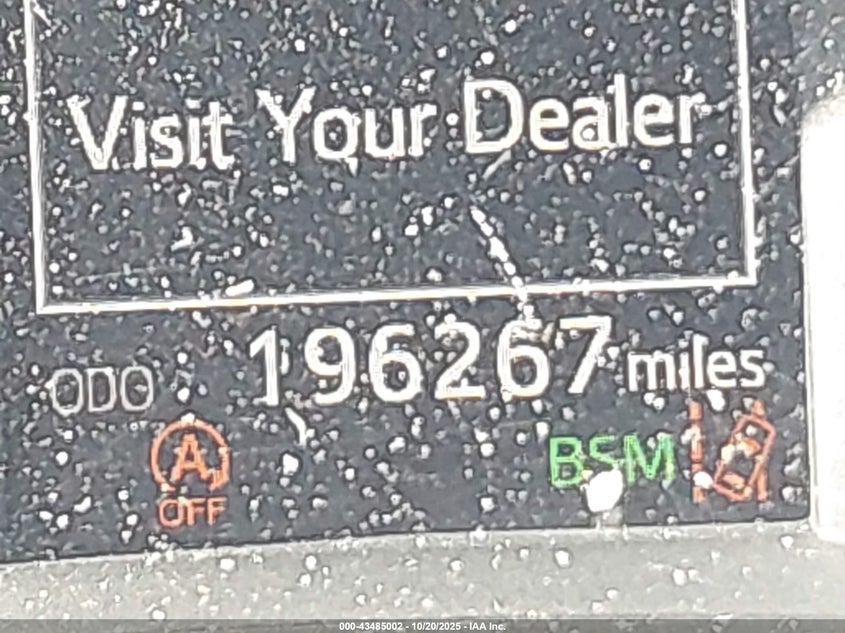 Visit Your Dealer
ODO 196267 miles
A BSM
OFF
000-43485002 - 10/20/2025 - IAA Inc.